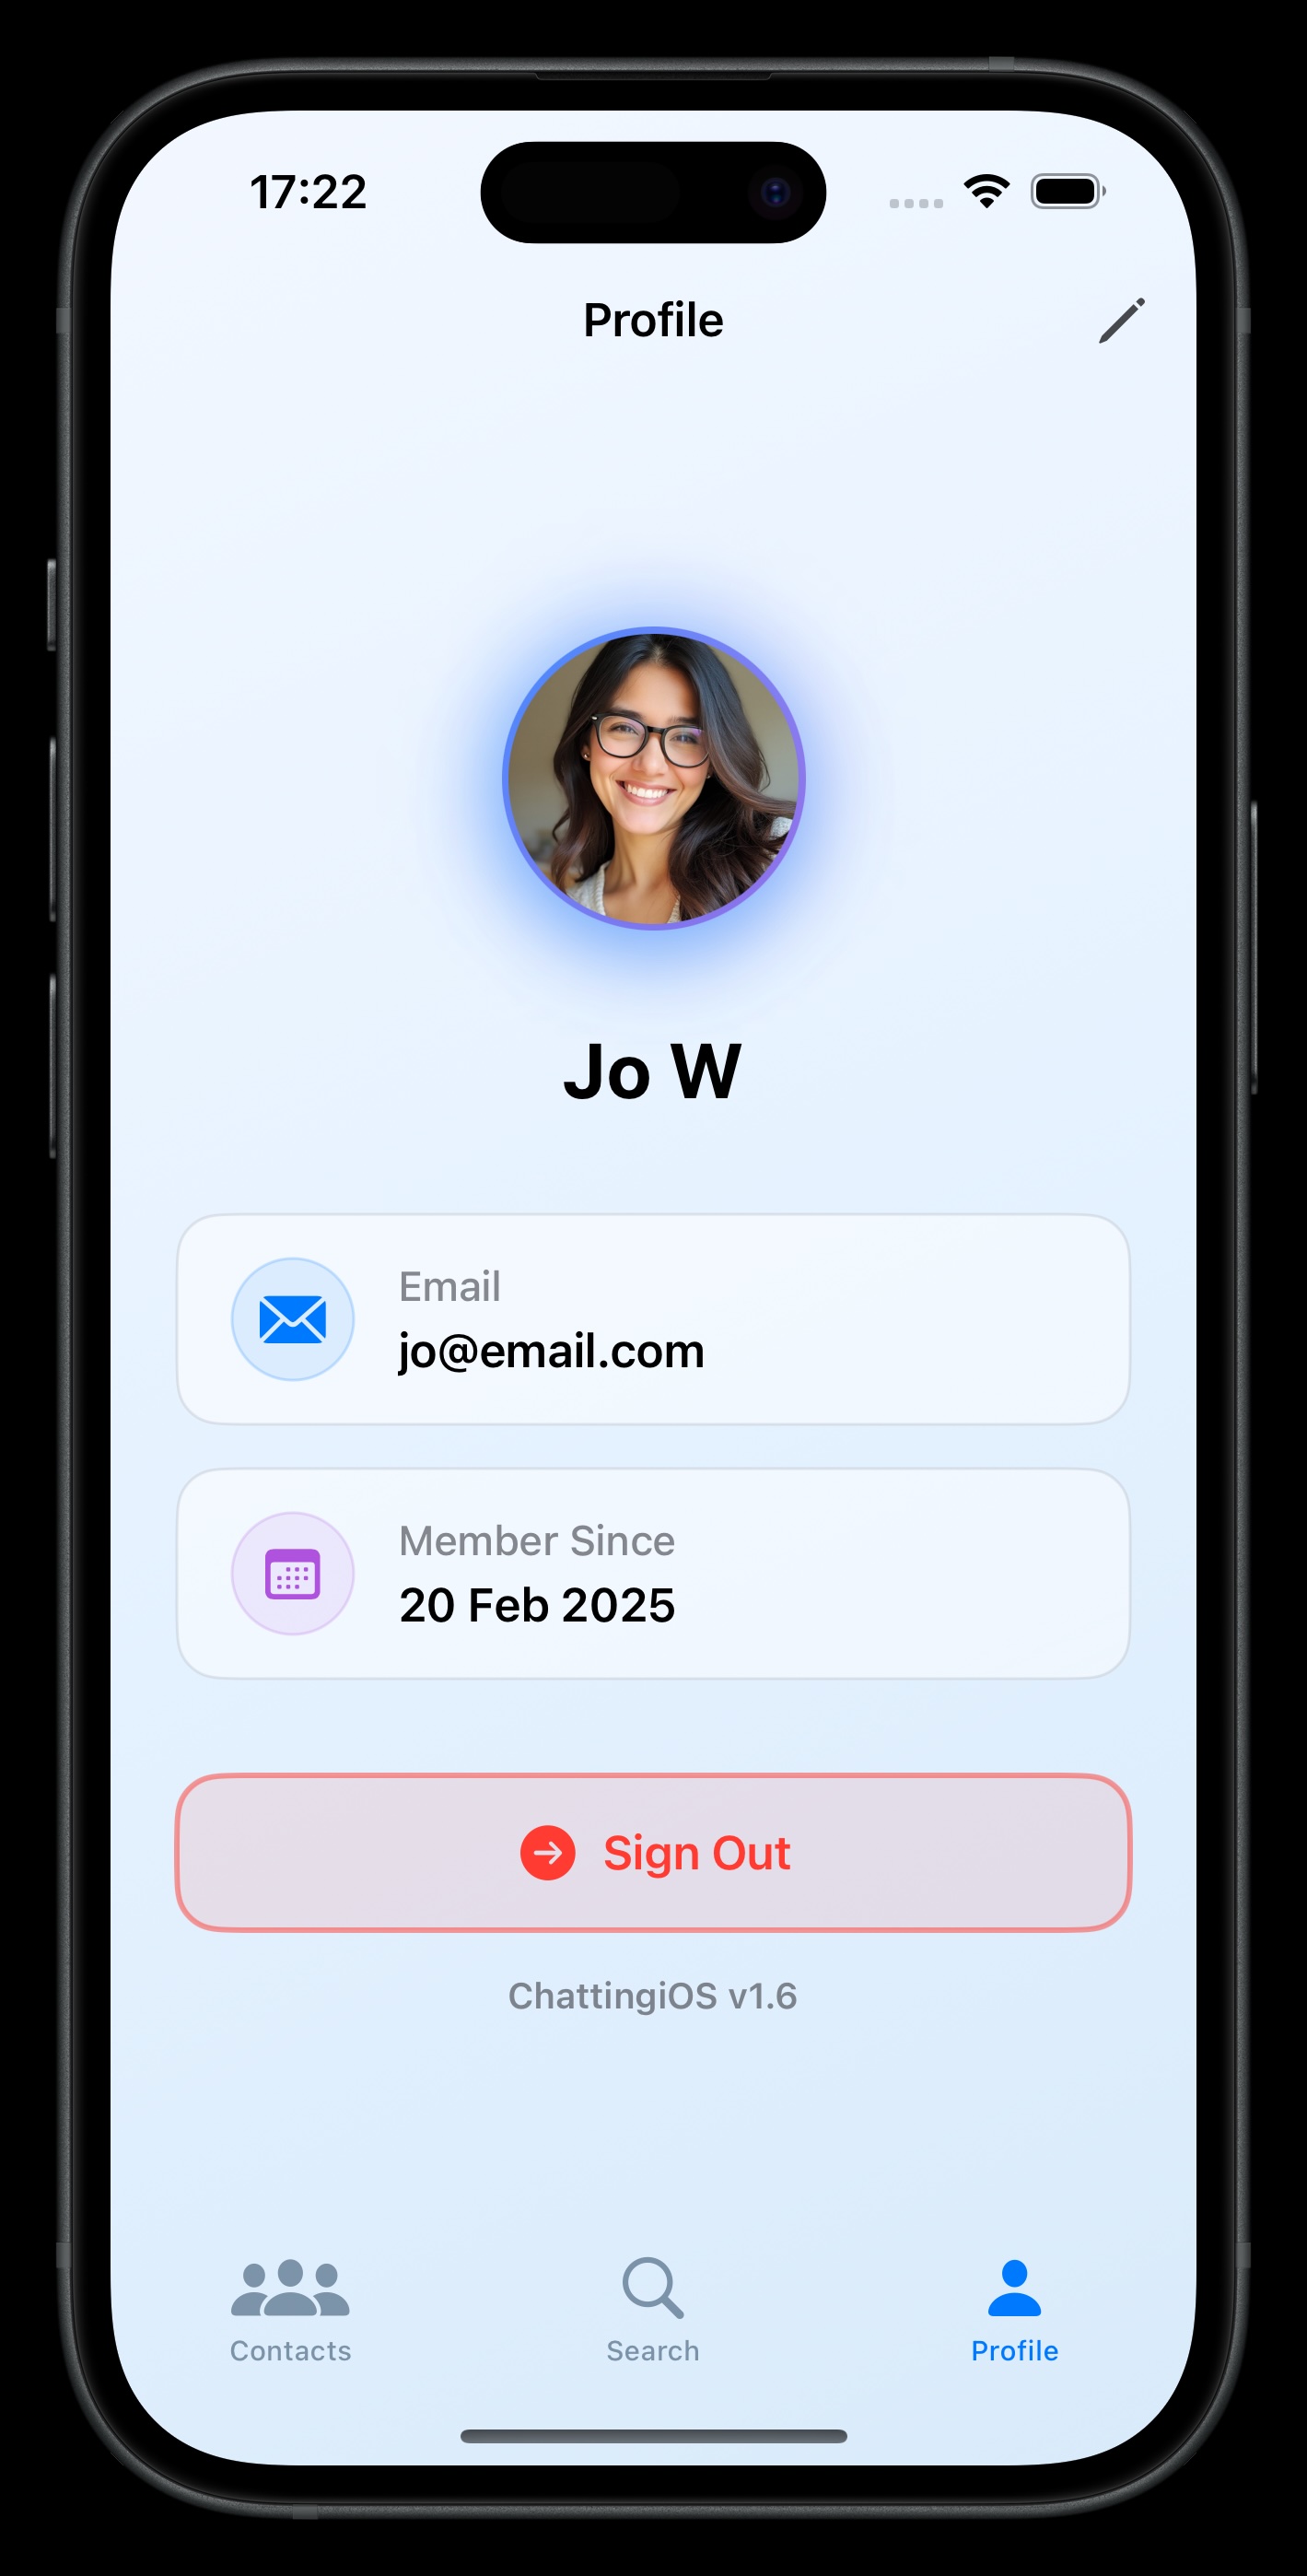 17:22
Profile
Jo W
Email
jo@email.com
Member Since
20 Feb 2025
Sign Out
ChattingiOS v1.6
Contacts
Search
Profile